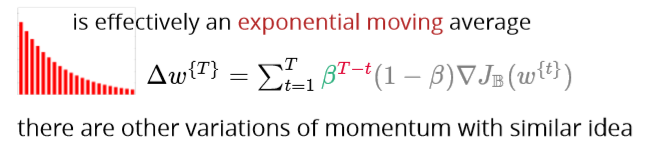 is effectively an exponential moving average
Δw^{T} = ∑_{t=1}^{T} β^{T−t}(1 − β)∇J_𝔹(w^{t})
there are other variations of momentum with similar idea